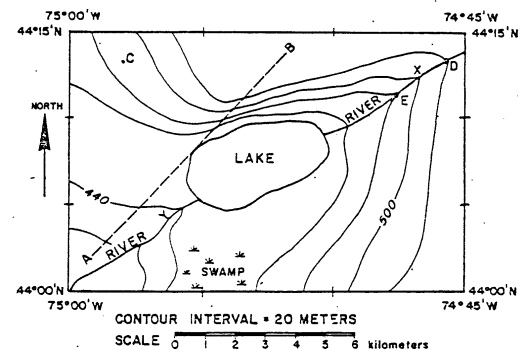 75°00'W
74°45'W
44°15'N
44°15'N
B
C
X
D
E
NORTH
RIVER
LAKE
440
Y
A
RIVER
500
SWAMP
44°00'N
44°00'N
75°00'W
74°45'W
CONTOUR INTERVAL = 20 METERS
SCALE 0 1 2 3 4 5 6 kilometers